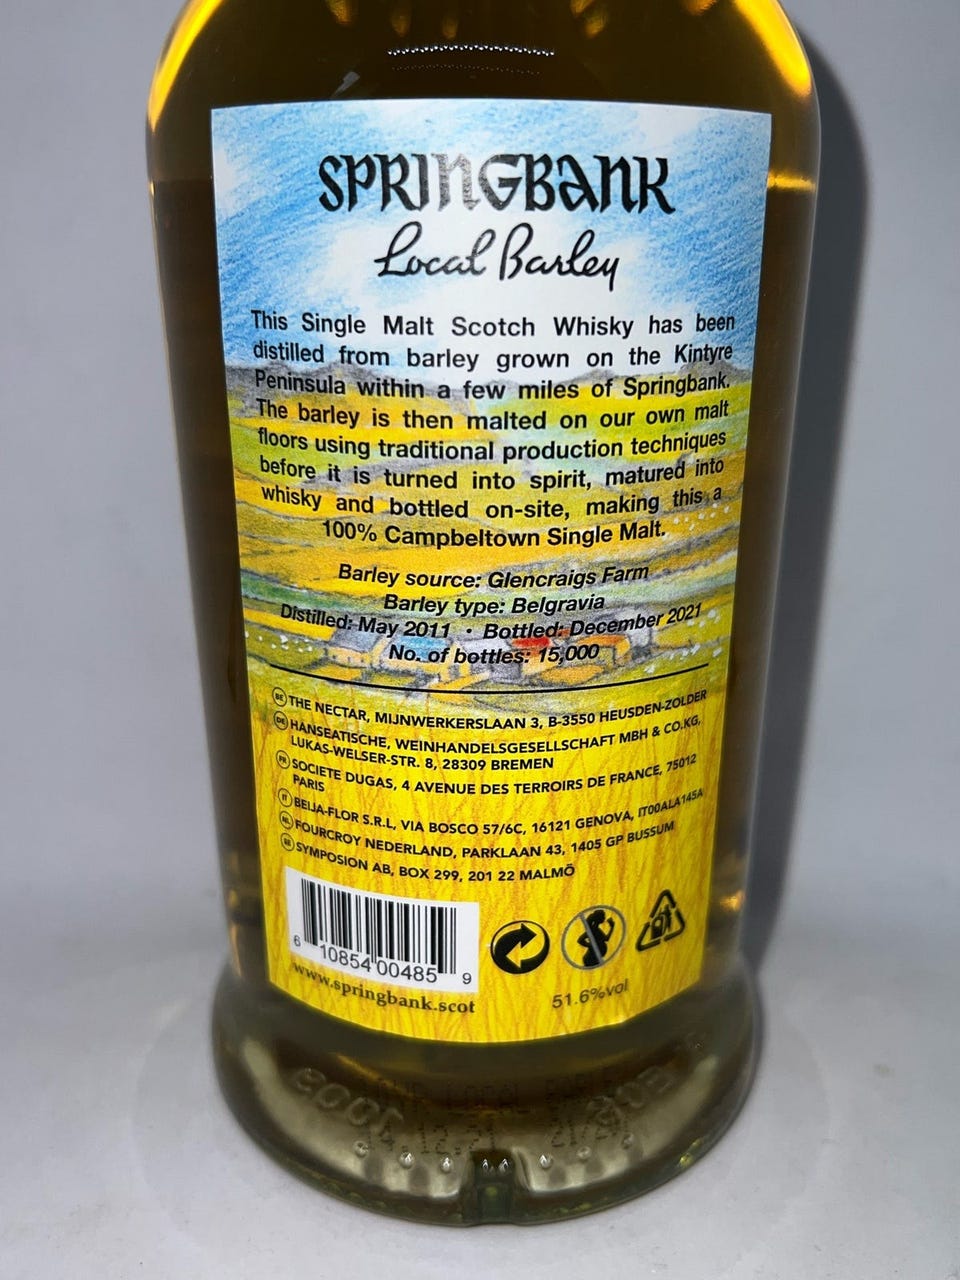 SPRINGBANK
Local Barley
This Single Malt Scotch Whisky has been
distilled from barley grown on the Kintyre
Peninsula within a few miles of Springbank.
The barley is then malted on our own malt
floors using traditional production techniques
before it is turned into spirit, matured into
whisky and bottled on-site, making this a
100% Campbeltown Single Malt.
Barley source: Glencraigs Farm
Barley type: Belgravia
Distilled: May 2011 · Bottled: December 2021
No. of bottles: 15,000
BE THE NECTAR, MIJNWERKERSLAAN 3, B-3550 HEUSDEN-ZOLDER
DE HANSEATISCHE, WEINHANDELSGESELLSCHAFT MBH & CO.KG,
LUKAS-WELSER-STR. 8, 28309 BREMEN
FR SOCIETE DUGAS, 4 AVENUE DES TERROIRS DE FRANCE, 75012
PARIS
IT BEIJA-FLOR S.R.L, VIA BOSCO 57/6C, 16121 GENOVA, IT00ALA145A
NL FOURCROY NEDERLAND, PARKLAAN 43, 1405 GP BUSSUM
SYMPOSION AB, BOX 299, 201 22 MALMÖ
6 10854 00485 9
www.springbank.scot
51.6%vol